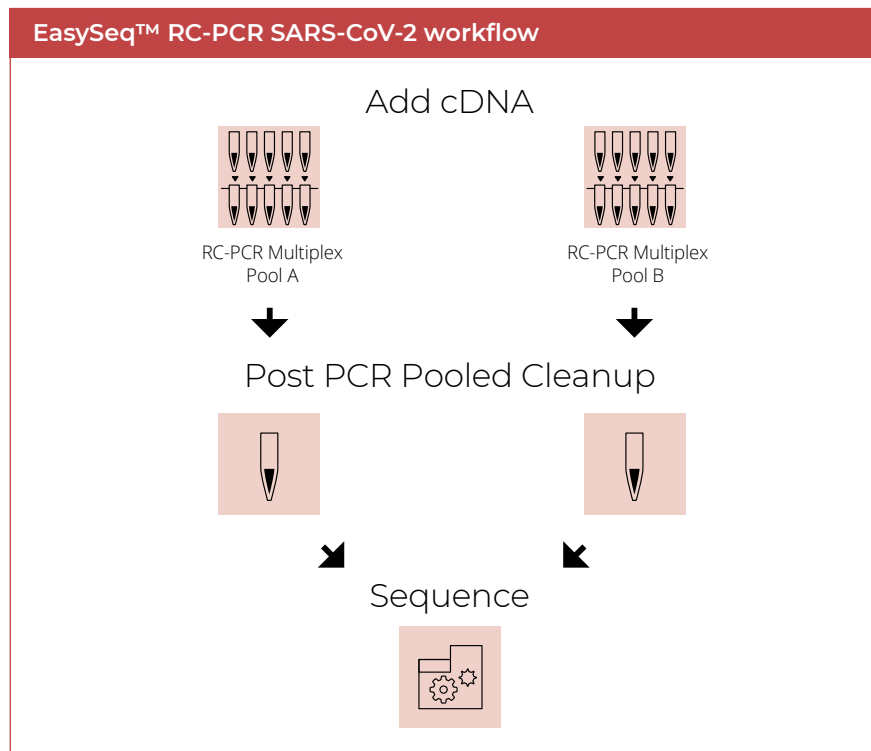 EasySeq™ RC-PCR SARS-CoV-2 workflow
Add cDNA
RC-PCR Multiplex
Pool A
RC-PCR Multiplex
Pool B
Post PCR Pooled Cleanup
Sequence